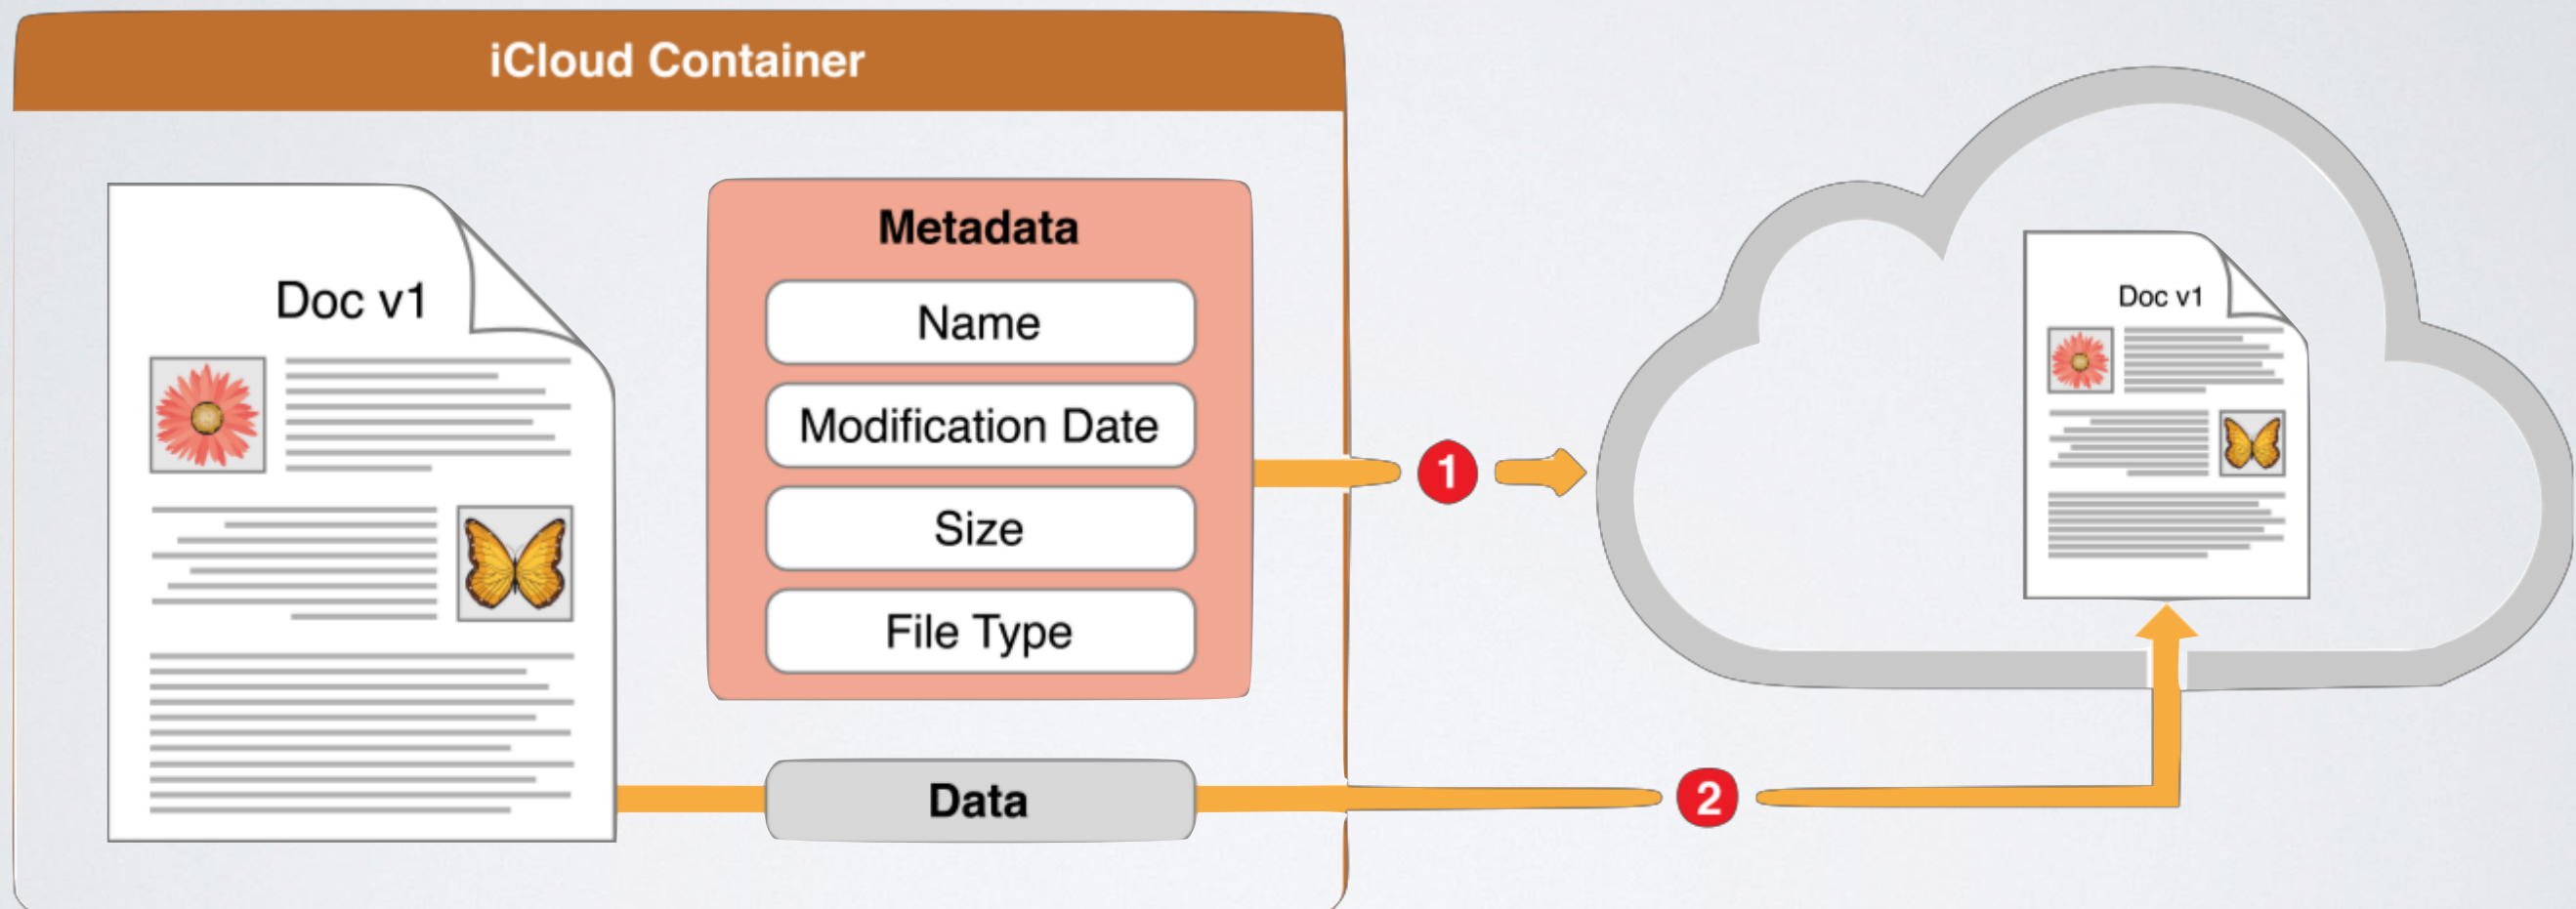 iCloud Container
Doc v1
Metadata
Name
Modification Date
Size
File Type
Data
1
2
Doc v1